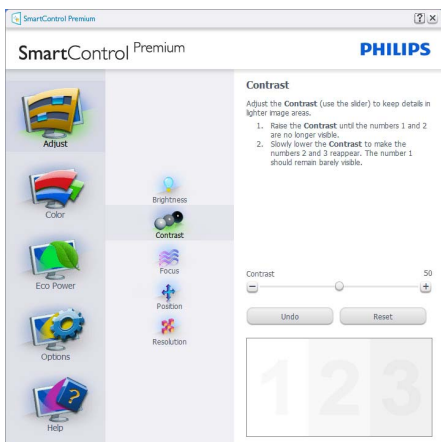 SmartControl Premium
? ×
SmartControl Premium
PHILIPS
Adjust
Color
Eco Power
Options
Help
?
Brightness
Contrast
Focus
Position
Resolution
Contrast
Adjust the Contrast (use the slider) to keep details in
lighter image areas.
1. Raise the Contrast until the numbers 1 and 2
are no longer visible.
2. Slowly lower the Contrast to make the
numbers 2 and 3 reappear. The number 1
should remain barely visible.
Contrast 50
− +
Undo Reset
1 2 3